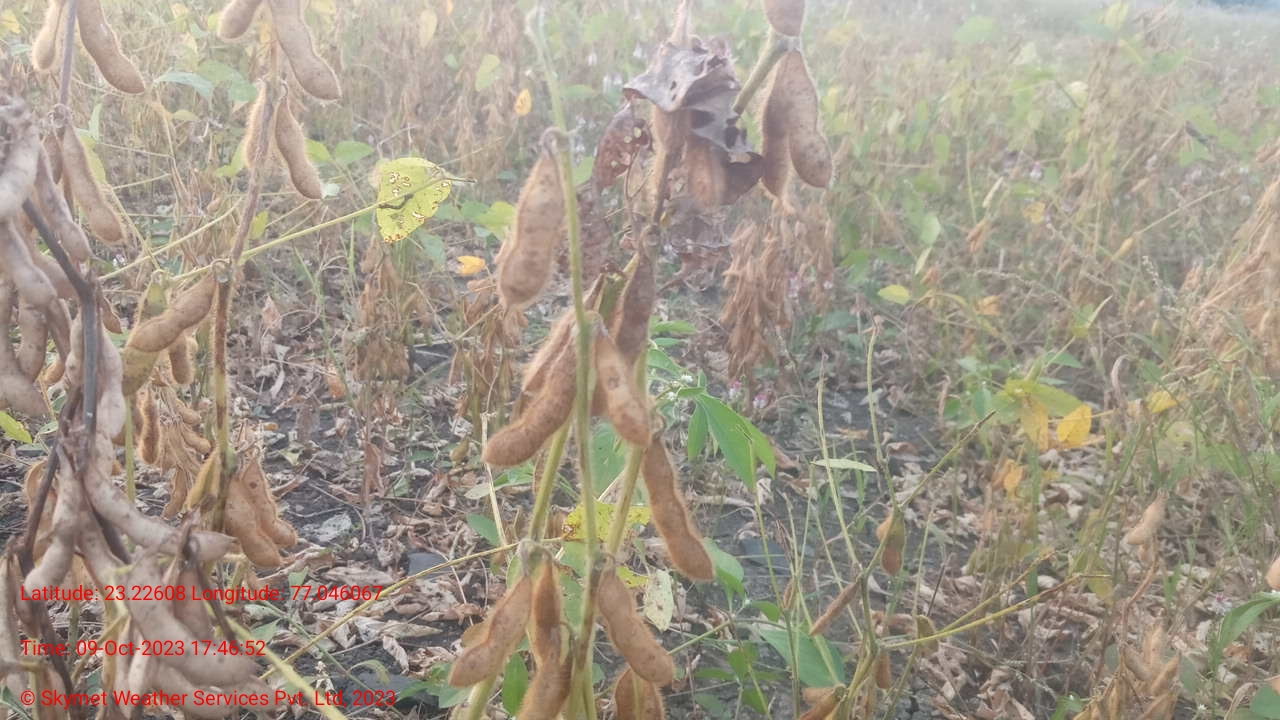 Latitude: 23.22608 Longitude: 77.046067
Time: 09-Oct-2023 17:46:52
© Skymet Weather Services Pvt. Ltd, 2023